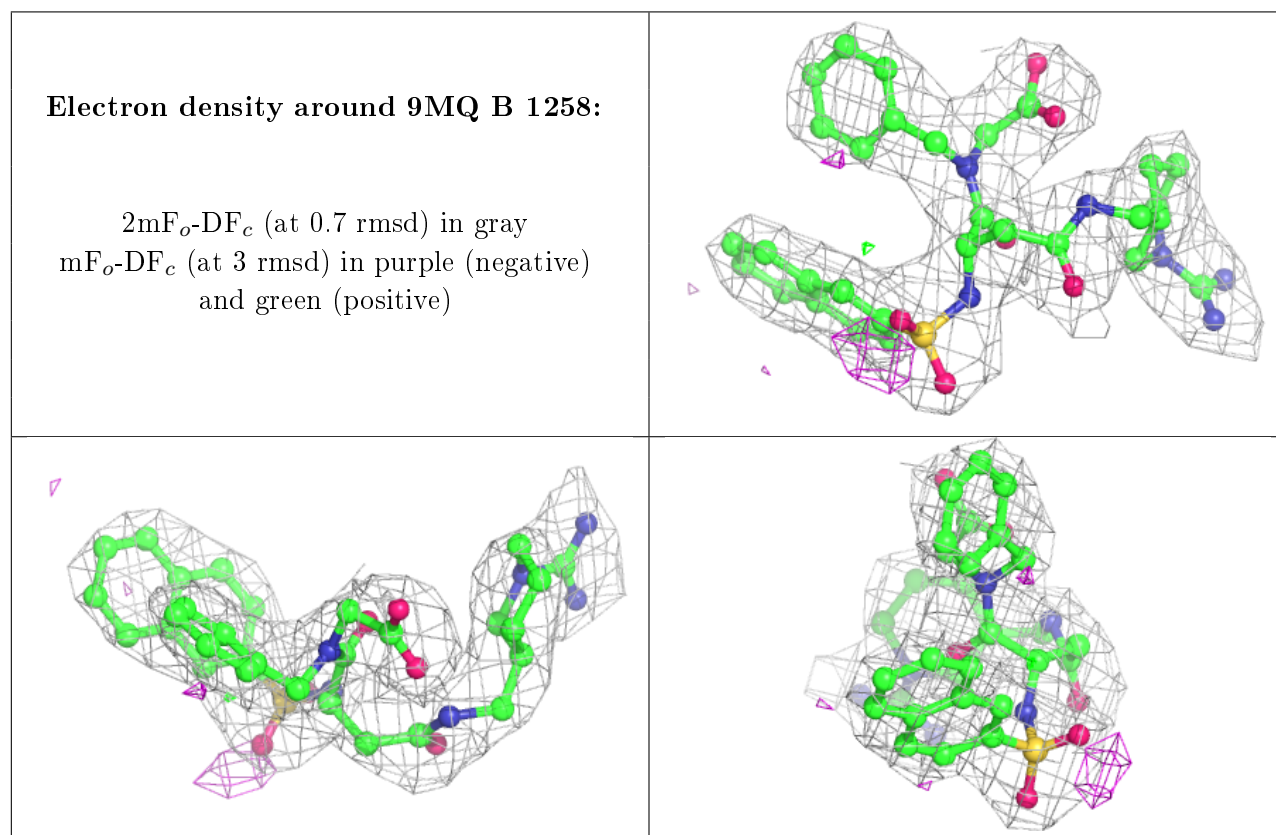 Electron density around 9MQ B 1258:
2mFo-DFc (at 0.7 rmsd) in gray
mFo-DFc (at 3 rmsd) in purple (negative)
and green (positive)